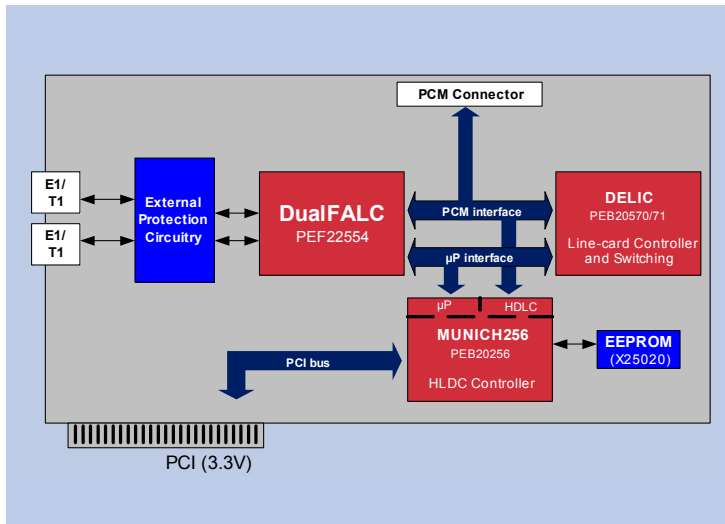 PCM Connector
E1/
T1
E1/
T1
External
Protection
Circuitry
DualFALC
PEF22554
PCM interface
µP interface
DELIC
PEB20570/71
Line-card Controller
and Switching
µP
HDLC
MUNICH256
PEB20256
HLDC Controller
EEPROM
(X25020)
PCI bus
PCI (3.3V)